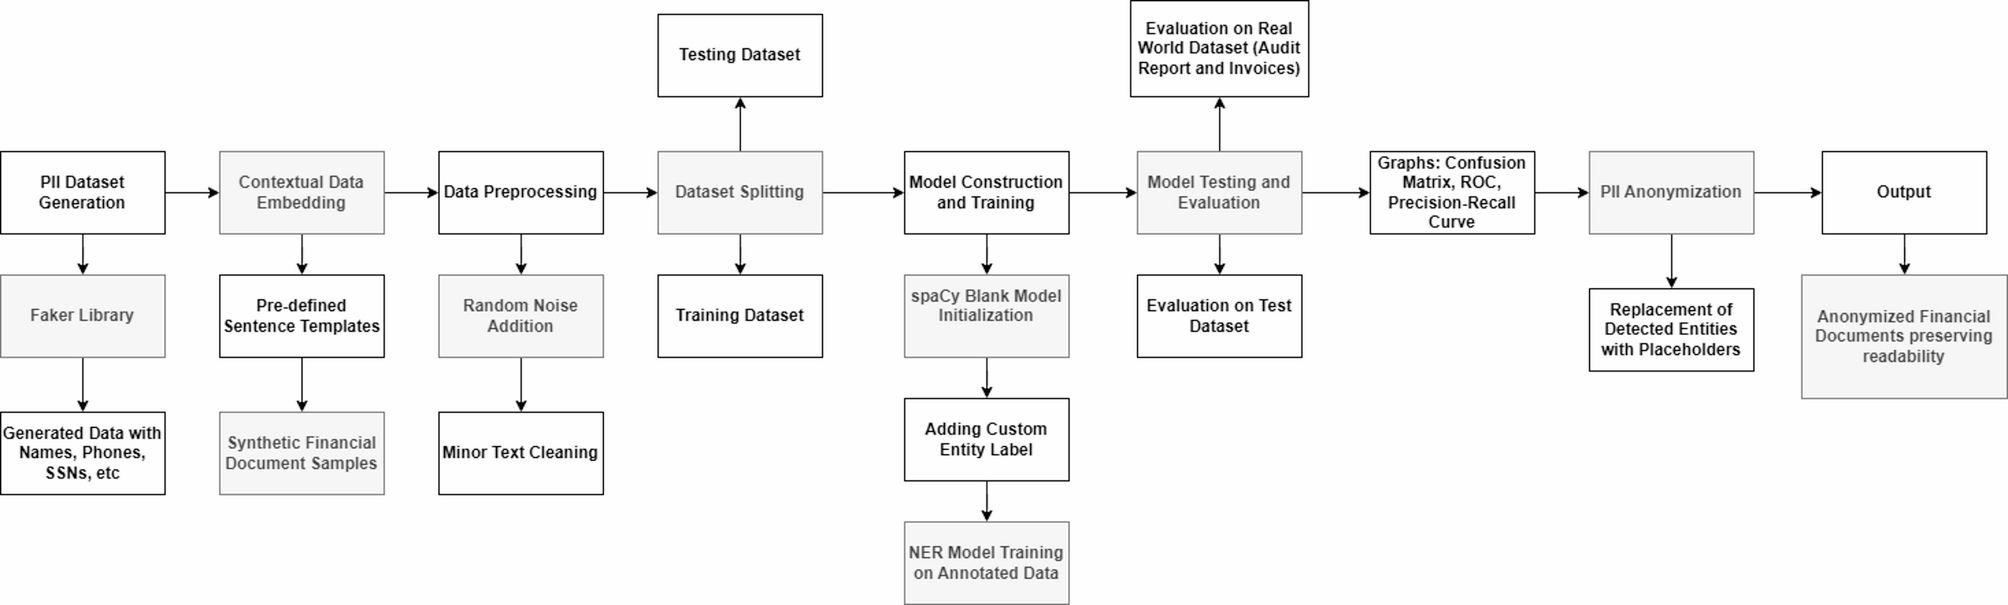 Testing Dataset
Evaluation on Real
World Dataset (Audit
Report and Invoices)
PII Dataset
Generation
Contextual Data
Embedding
Data Preprocessing
Dataset Splitting
Model Construction
and Training
Model Testing and
Evaluation
Graphs: Confusion
Matrix, ROC,
Precision-Recall
Curve
PII Anonymization
Output
Faker Library
Pre-defined
Sentence Templates
Random Noise
Addition
Training Dataset
spaCy Blank Model
Initialization
Evaluation on Test
Dataset
Replacement of
Detected Entities
with Placeholders
Anonymized Financial
Documents preserving
readability
Generated Data with
Names, Phones,
SSNs, etc
Synthetic Financial
Document Samples
Minor Text Cleaning
Adding Custom
Entity Label
NER Model Training
on Annotated Data